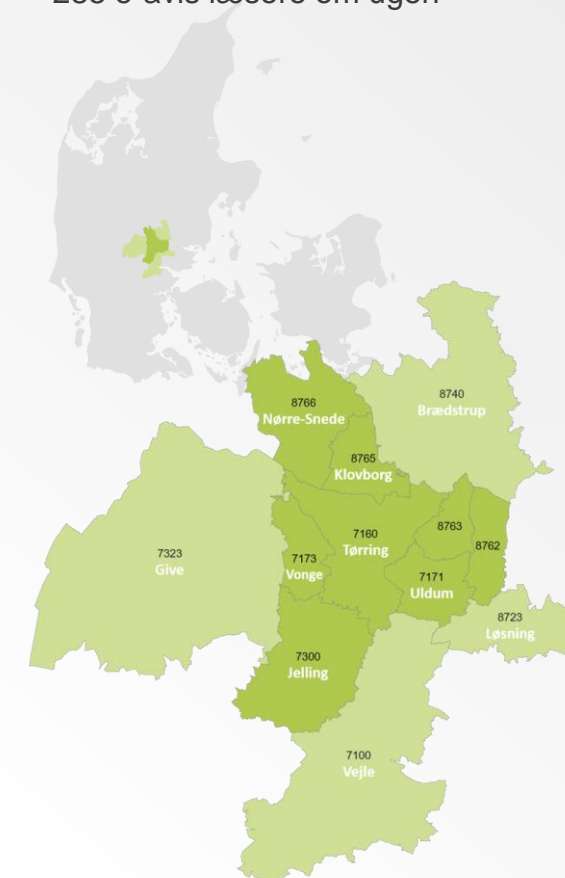 8740
Brædstrup
8766
Nørre-Snede
8765
Klovborg
7323
Give
7160
Tørring
8763
8762
7173
Vonge
7171
Uldum
8723
Løsning
7300
Jelling
7100
Vejle